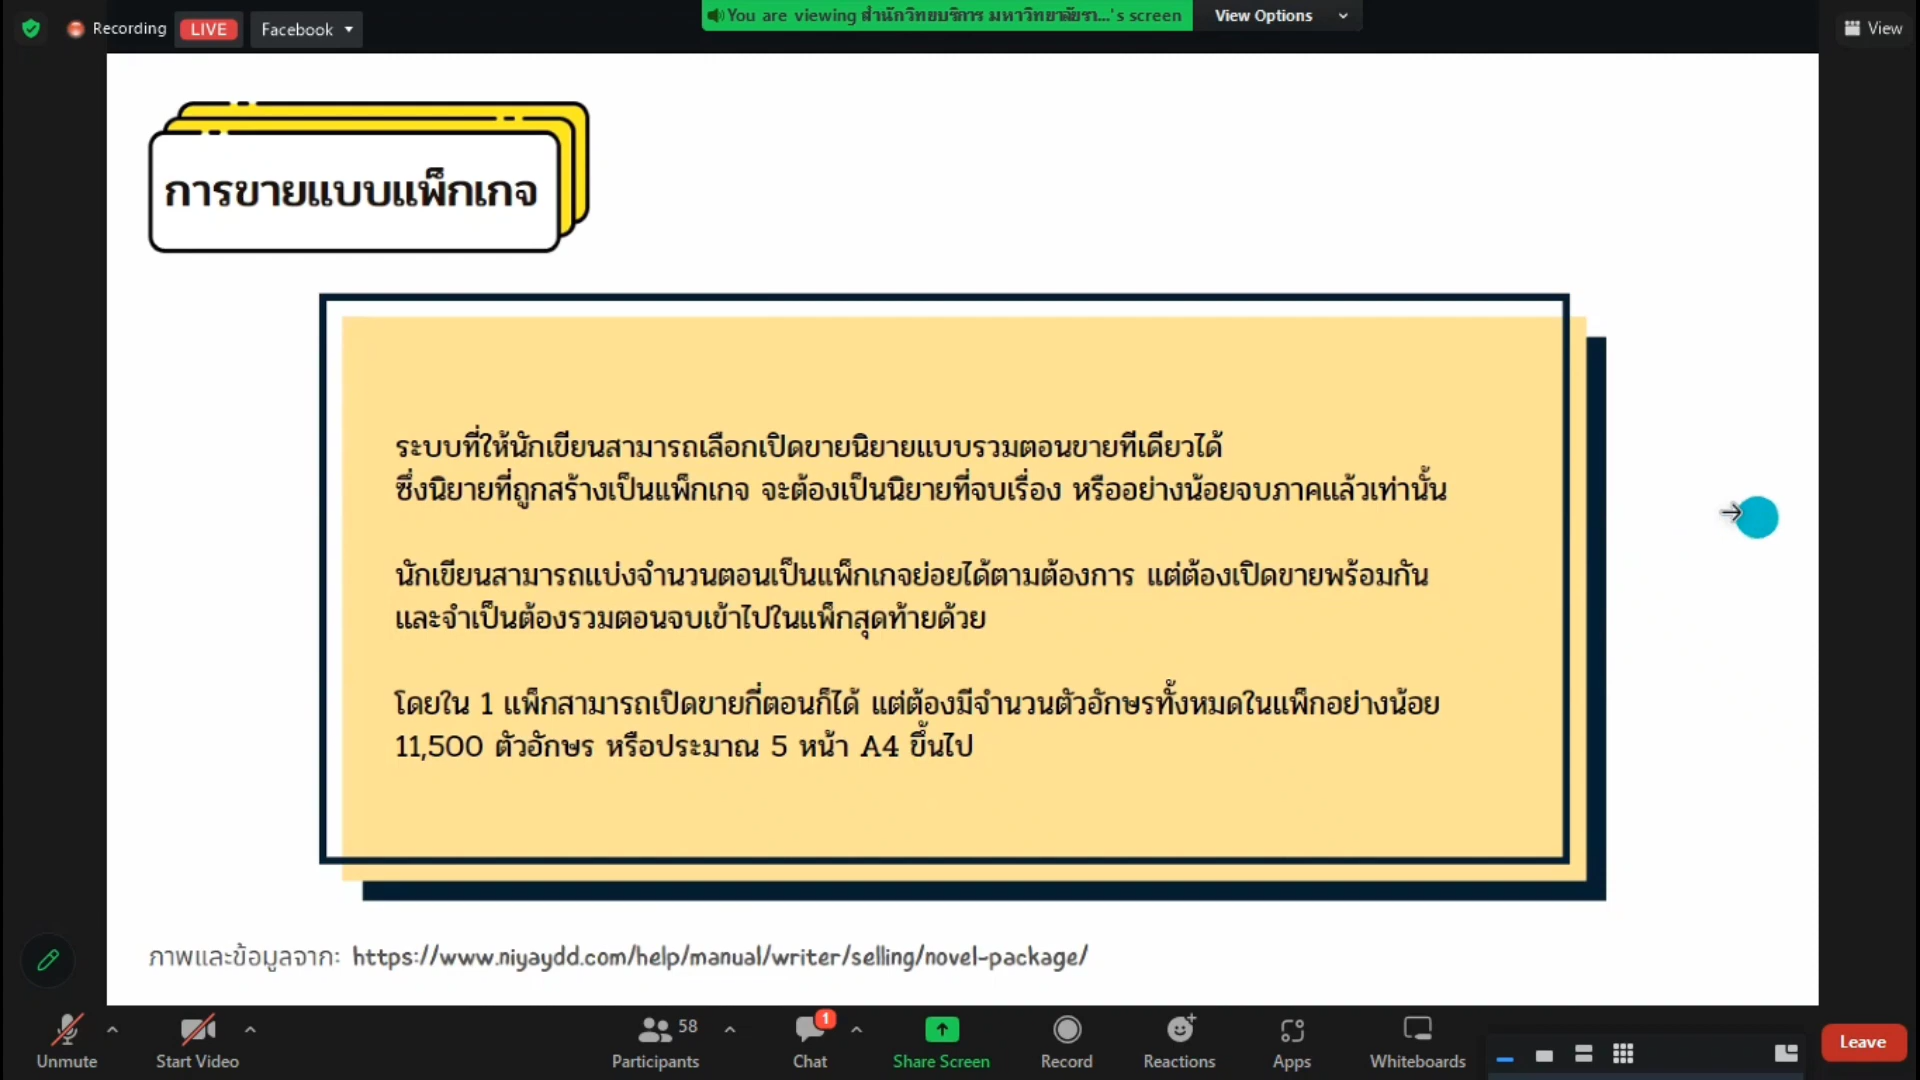 Recording
LIVE
Facebook
You are viewing สำนักวิทยบริการ มหาวิทยาลัยรา...'s screen
View Options
View
การขายแบบแพ็กเกจ
ระบบที่ให้นักเขียนสามารถเลือกเปิดขายนิยายแบบรวมตอนขายทีเดียวได้
ซึ่งนิยายที่ถูกสร้างเป็นแพ็กเกจ จะต้องเป็นนิยายที่จบเรื่อง หรืออย่างน้อยจบภาคแล้วเท่านั้น
นักเขียนสามารถแบ่งจำนวนตอนเป็นแพ็กเกจย่อยได้ตามต้องการ แต่ต้องเปิดขายพร้อมกัน
และจำเป็นต้องรวมตอนจบเข้าไปในแพ็กสุดท้ายด้วย
โดยใน 1 แพ็กสามารถเปิดขายกี่ตอนก็ได้ แต่ต้องมีจำนวนตัวอักษรทั้งหมดในแพ็กอย่างน้อย
11,500 ตัวอักษร หรือประมาณ 5 หน้า A4 ขึ้นไป
ภาพและข้อมูลจาก: https://www.niyaydd.com/help/manual/writer/selling/novel-package/
58
1
Unmute
Start Video
Participants
Chat
Share Screen
Record
Reactions
Apps
Whiteboards
Leave